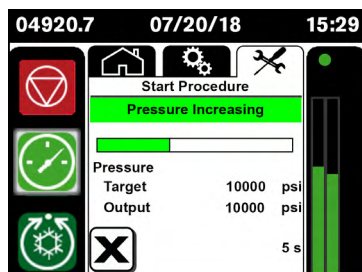 04920.7 07/20/18 15:29
Start Procedure
Pressure Increasing
Pressure
Target 10000 psi
Output 10000 psi
X
5 s